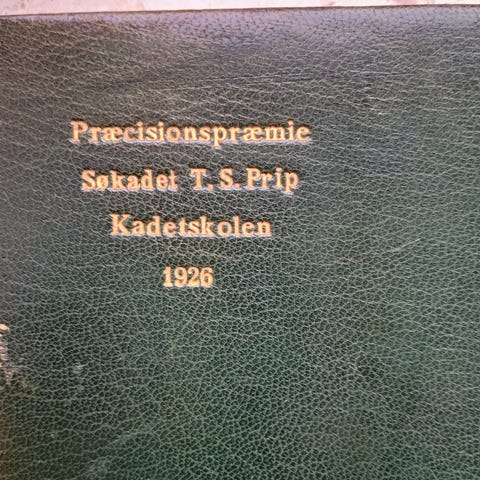 Præcisionspræmie
Søkadet T. S. Prip
Kadetskolen
1926